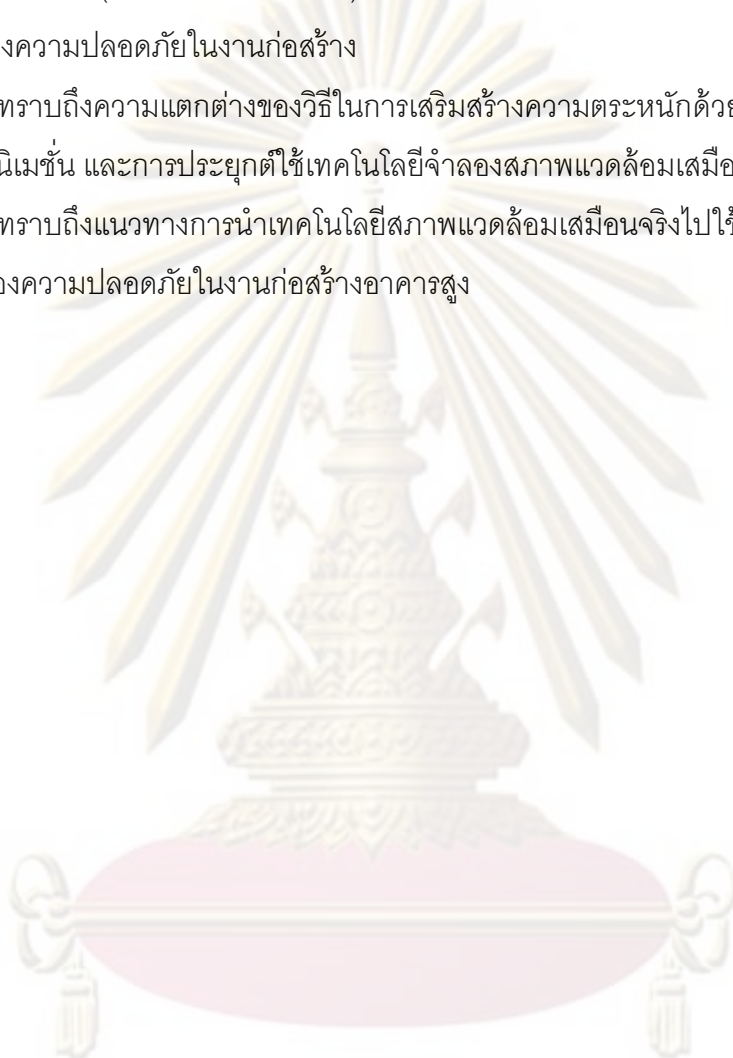 งความปลอดภัยในงานก่อสร้าง
ทราบถึงความแตกต่างของวิธีในการเสริมสร้างความตระหนักด้วย
นิเมชั่น และการประยุกต์ใช้เทคโนโลยีจำลองสภาพแวดล้อมเสมือ
ทราบถึงแนวทางการนำเทคโนโลยีสภาพแวดล้อมเสมือนจริงไปใช้
องความปลอดภัยในงานก่อสร้างอาคารสูง